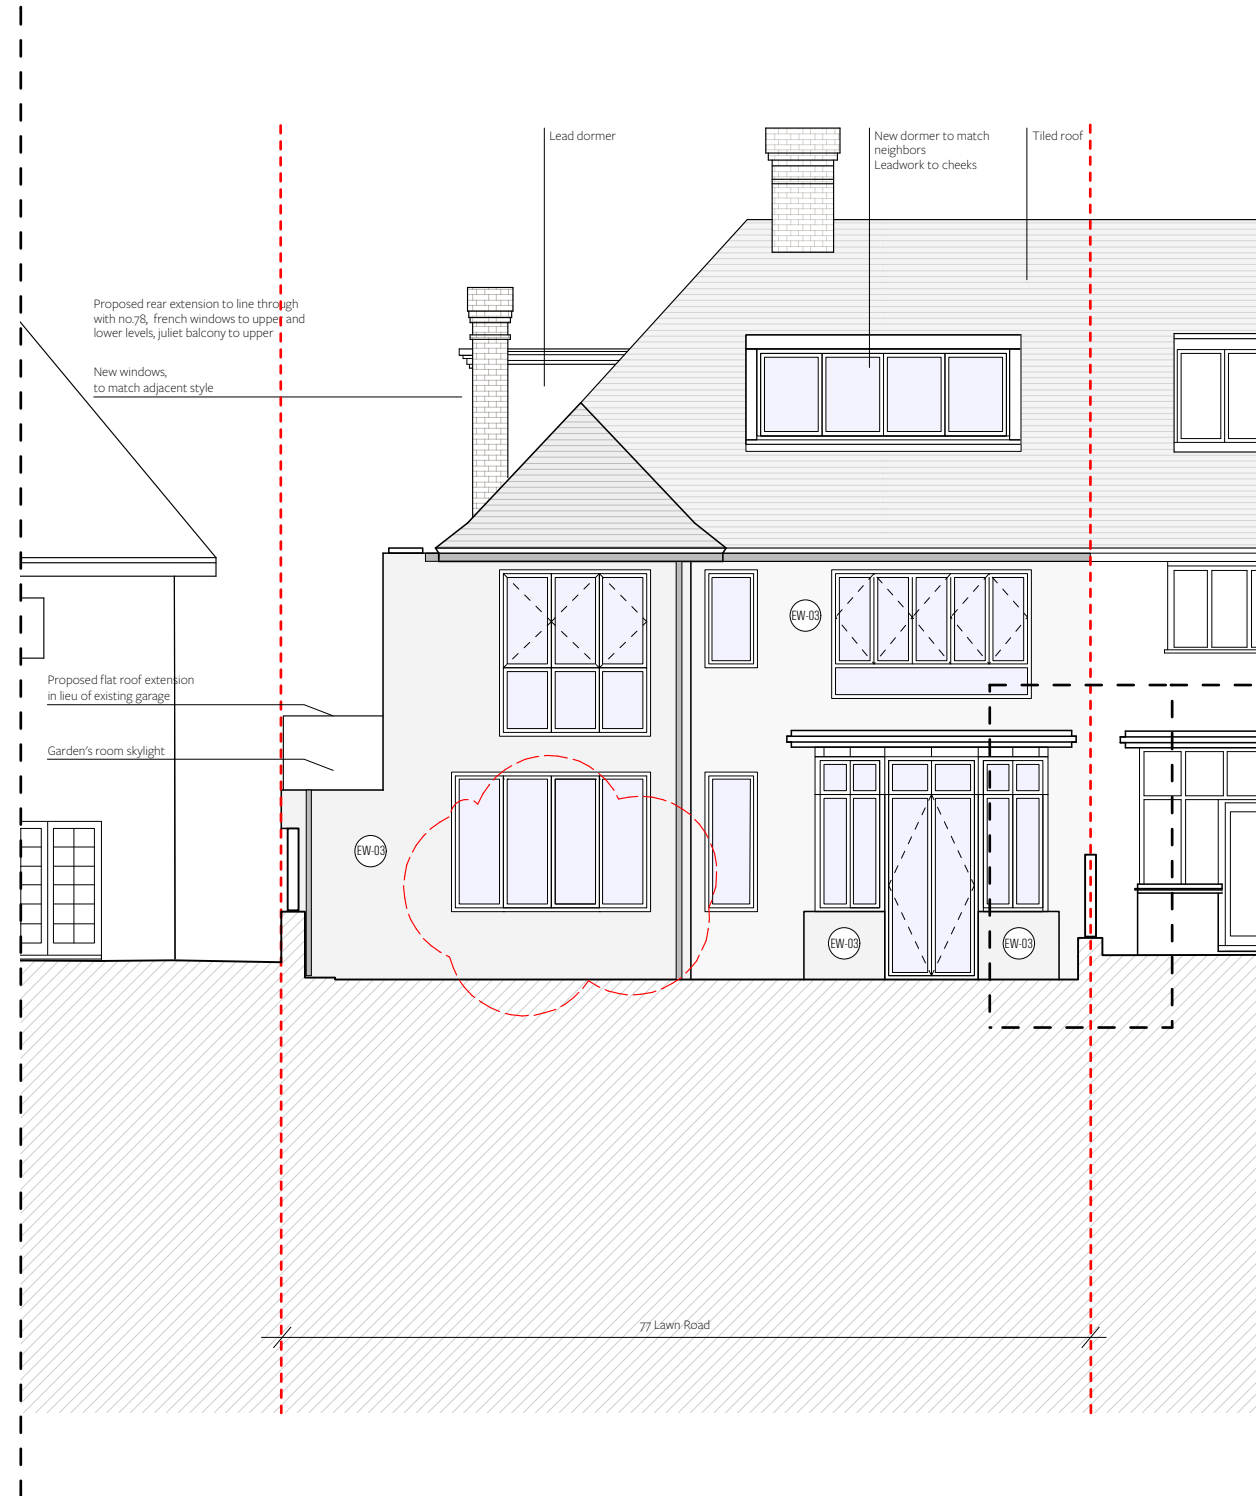 Lead dormer
New dormer to match
neighbors
Leadwork to cheeks
Tiled roof
Proposed rear extension to line through
with no.78, french windows to upper and
lower levels, juliet balcony to upper
New windows,
to match adjacent style
EW-03
Proposed flat roof extension
in lieu of existing garage
Garden's room skylight
EW-03
EW-03
EW-03
77 Lawn Road